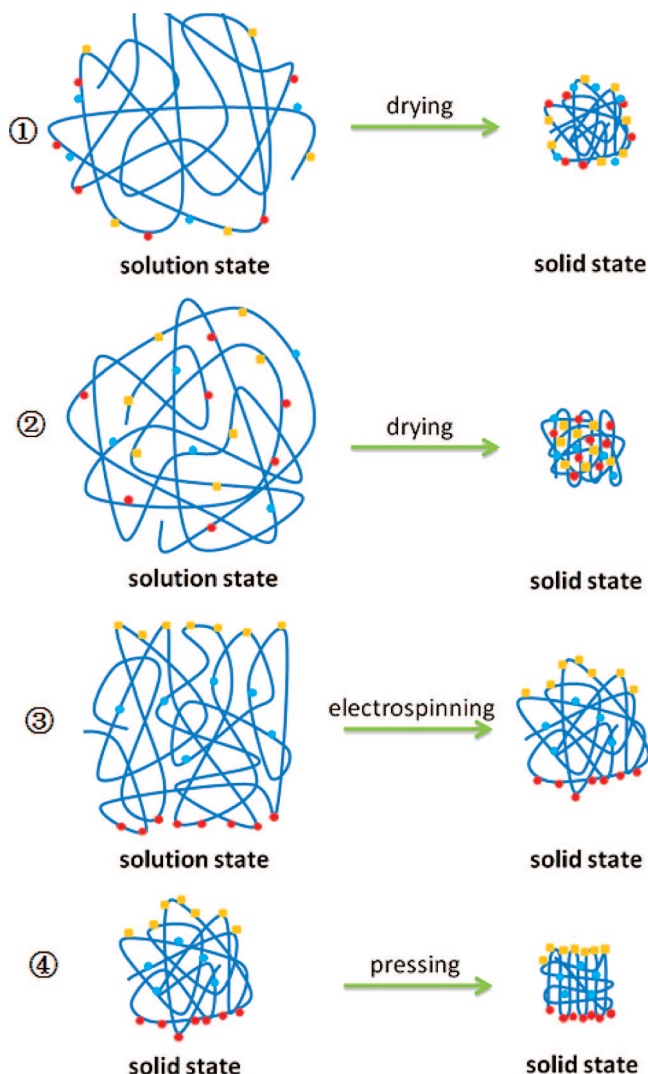 ①
drying
solution state
solid state
②
drying
solution state
solid state
③
electrospinning
solution state
solid state
④
pressing
solid state
solid state